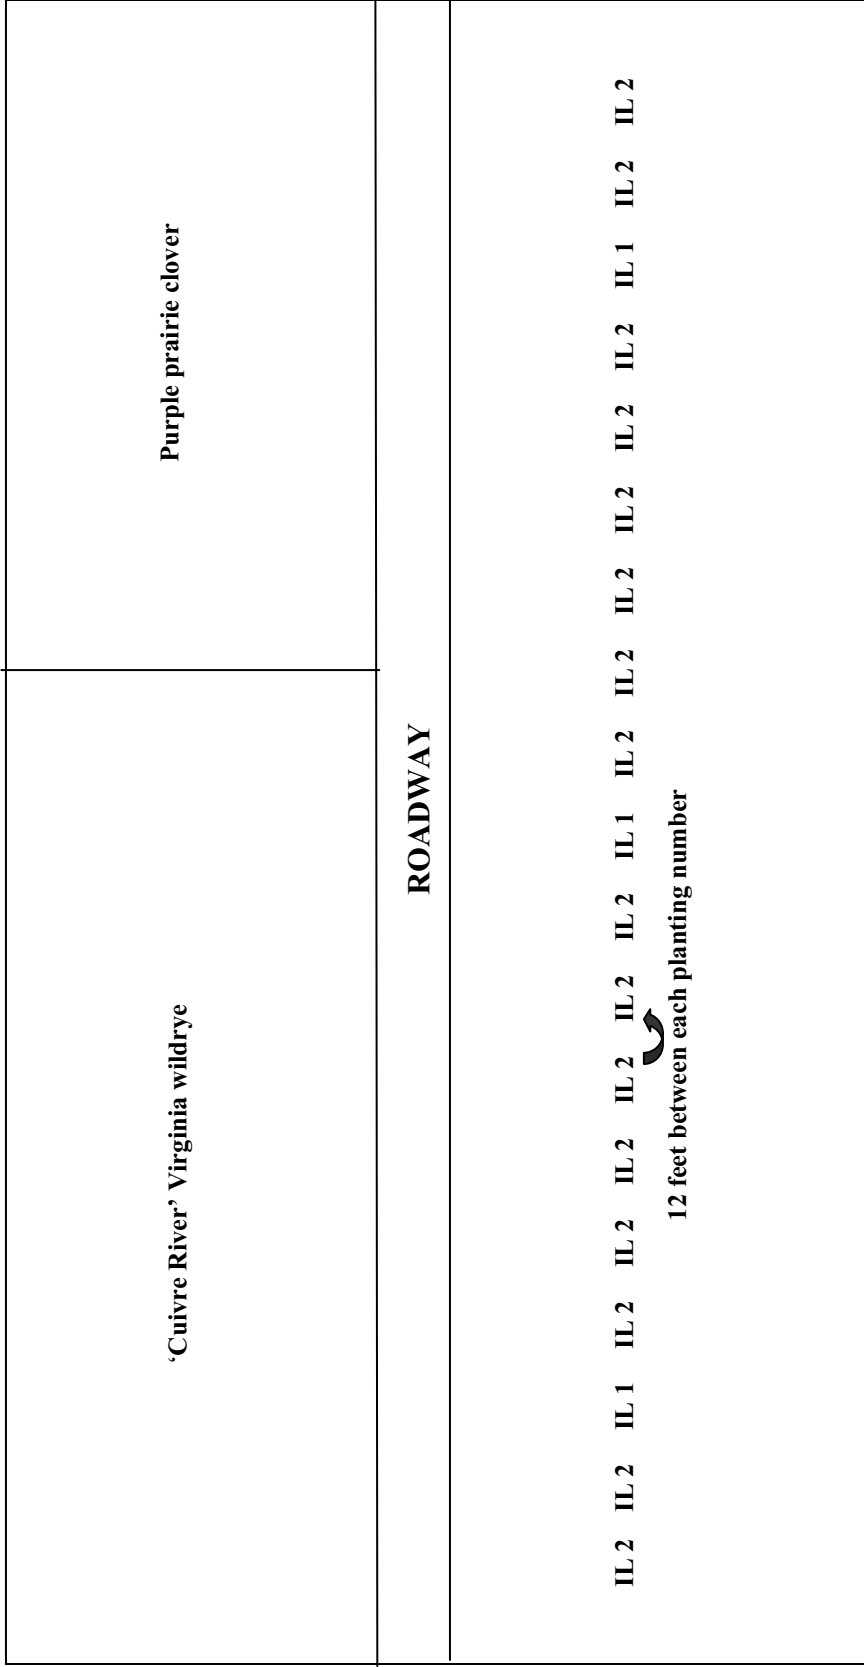 ‘Cuivre River’ Virginia wildrye
Purple prairie clover
ROADWAY
IL 2 IL 2 IL 1 IL 2 IL 2 IL 2 IL 2 IL 2 IL 2 IL 1 IL 2 IL 2 IL 2 IL 2 IL 2 IL 2 IL 1 IL 2 IL 2
12 feet between each planting number